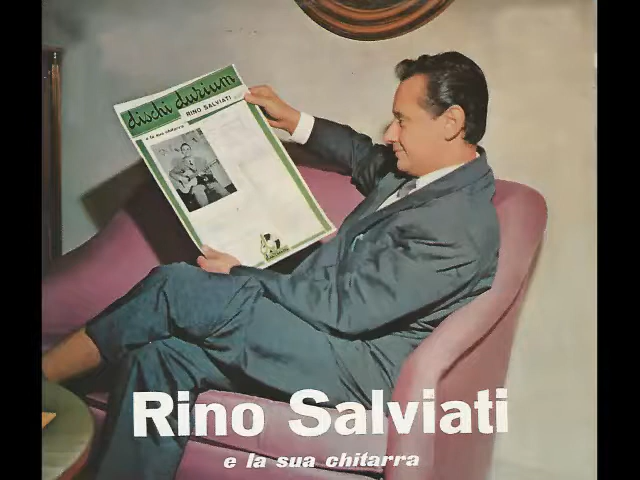 dischi durium
RINO SALVIATI
e la sua chitarra
Rino Salviati
e la sua chitarra